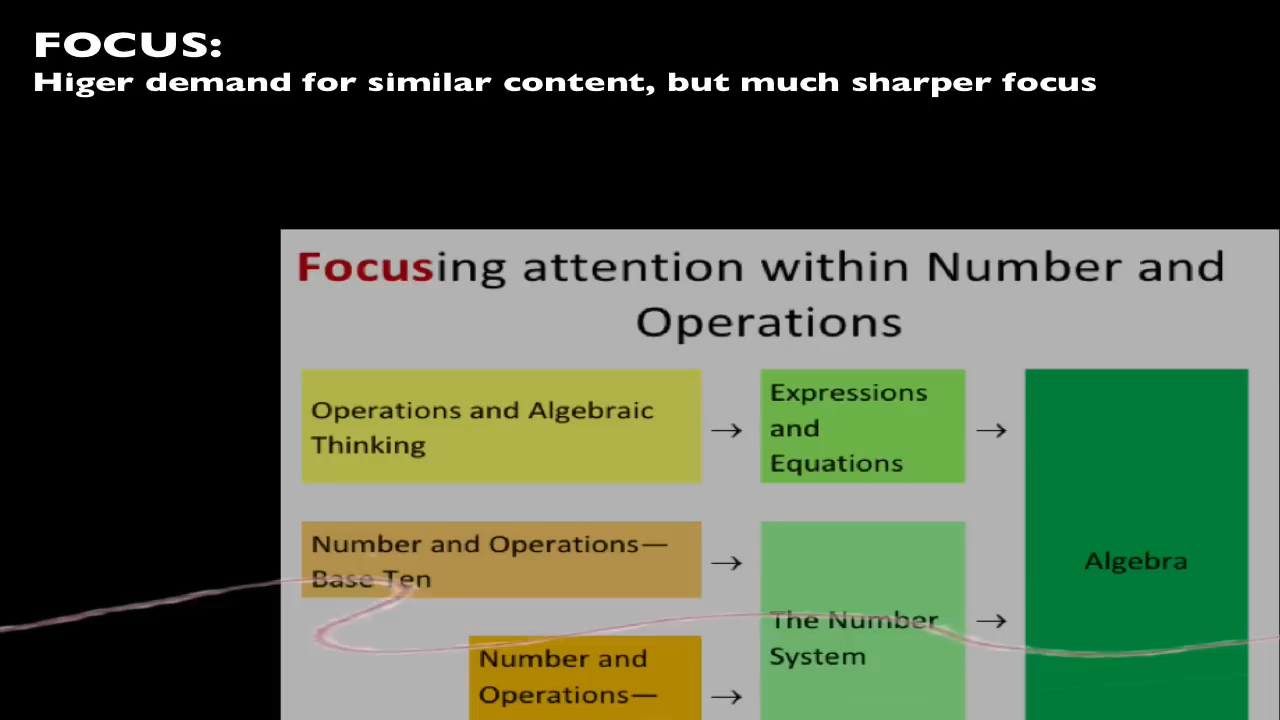 FOCUS:
Higer demand for similar content, but much sharper focus
Focusing attention within Number and
Operations
Operations and Algebraic
Thinking
→
Expressions
and
Equations
→
Number and Operations—
Base Ten
→
The Number
System
→
Algebra
Number and
Operations—
→